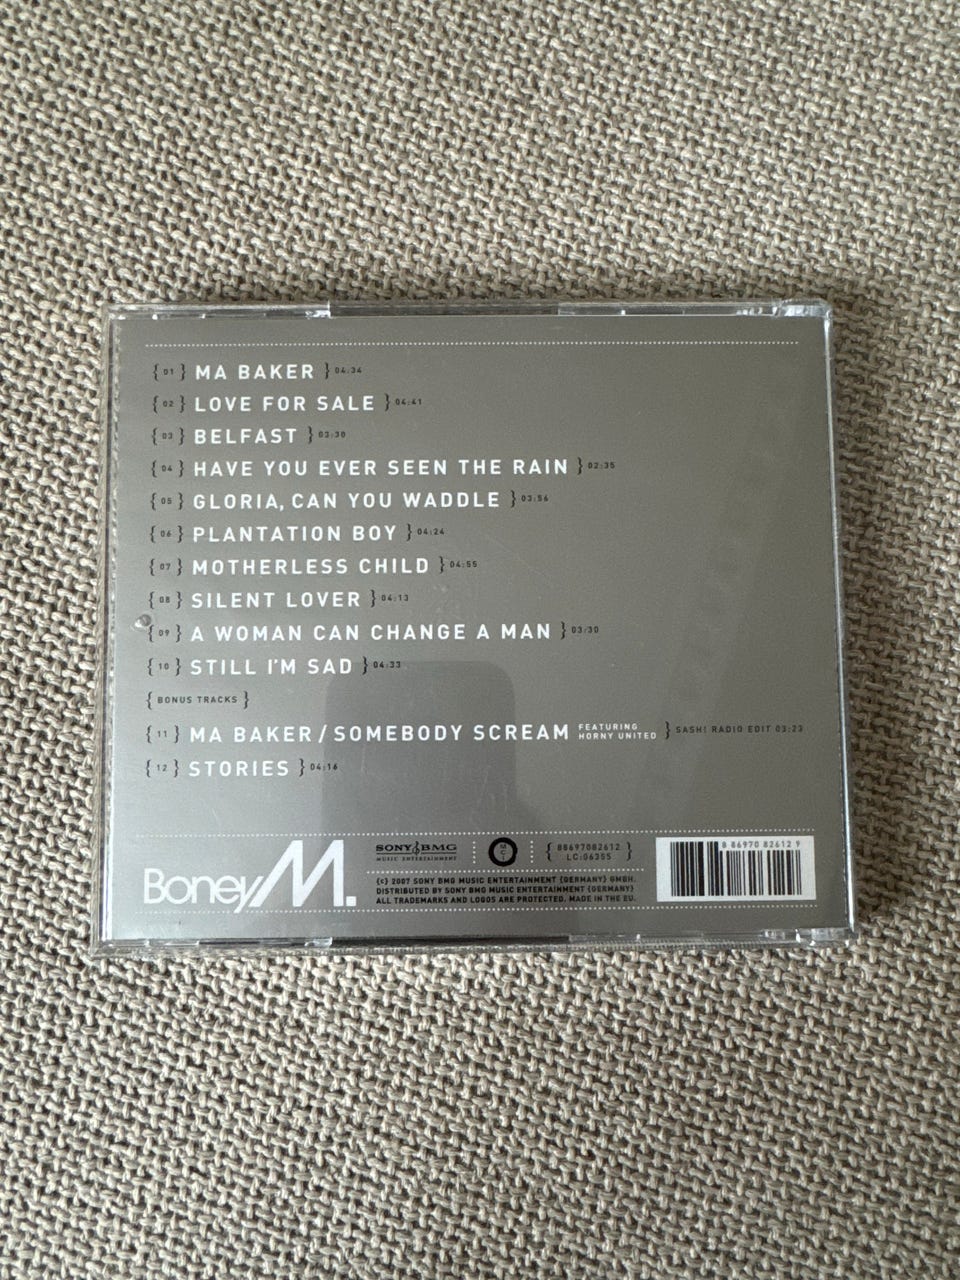 { 01 } MA BAKER } 04:34
{ 02 } LOVE FOR SALE } 04:41
{ 03 } BELFAST } 03:30
{ 04 } HAVE YOU EVER SEEN THE RAIN } 02:35
{ 05 } GLORIA, CAN YOU WADDLE } 03:56
{ 06 } PLANTATION BOY } 04:24
{ 07 } MOTHERLESS CHILD } 04:55
{ 08 } SILENT LOVER } 04:13
{ 09 } A WOMAN CAN CHANGE A MAN } 03:30
{ 10 } STILL I'M SAD } 04:33
{ BONUS TRACKS }
{ 11 } MA BAKER / SOMEBODY SCREAM FEATURING HORNY UNITED } SASH! RADIO EDIT 03:23
{ 12 } STORIES } 04:16
Boney M.
SONY BMG
MUSIC ENTERTAINMENT
MCI
{ 88697082612 }
LC:06355
(C) 2007 SONY BMG MUSIC ENTERTAINMENT (GERMANY) GMBH.
DISTRIBUTED BY SONY BMG MUSIC ENTERTAINMENT (GERMANY)
ALL TRADEMARKS AND LOGOS ARE PROTECTED. MADE IN THE EU.
8 86970 82612 9